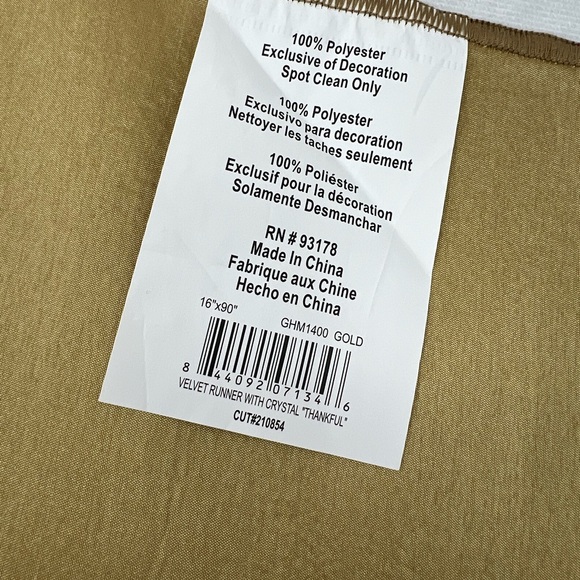 100% Polyester
Exclusive of Decoration
Spot Clean Only
100% Polyester
Exclusivo para decoration
Nettoyer les taches seulement
100% Poliéster
Exclusif pour la décoration
Solamente Desmanchar
RN # 93178
Made In China
Fabrique aux Chine
Hecho en China
16"x90" GHM1400 GOLD
8 44092 07134 6
VELVET RUNNER WITH CRYSTAL "THANKFUL"
CUT#210854